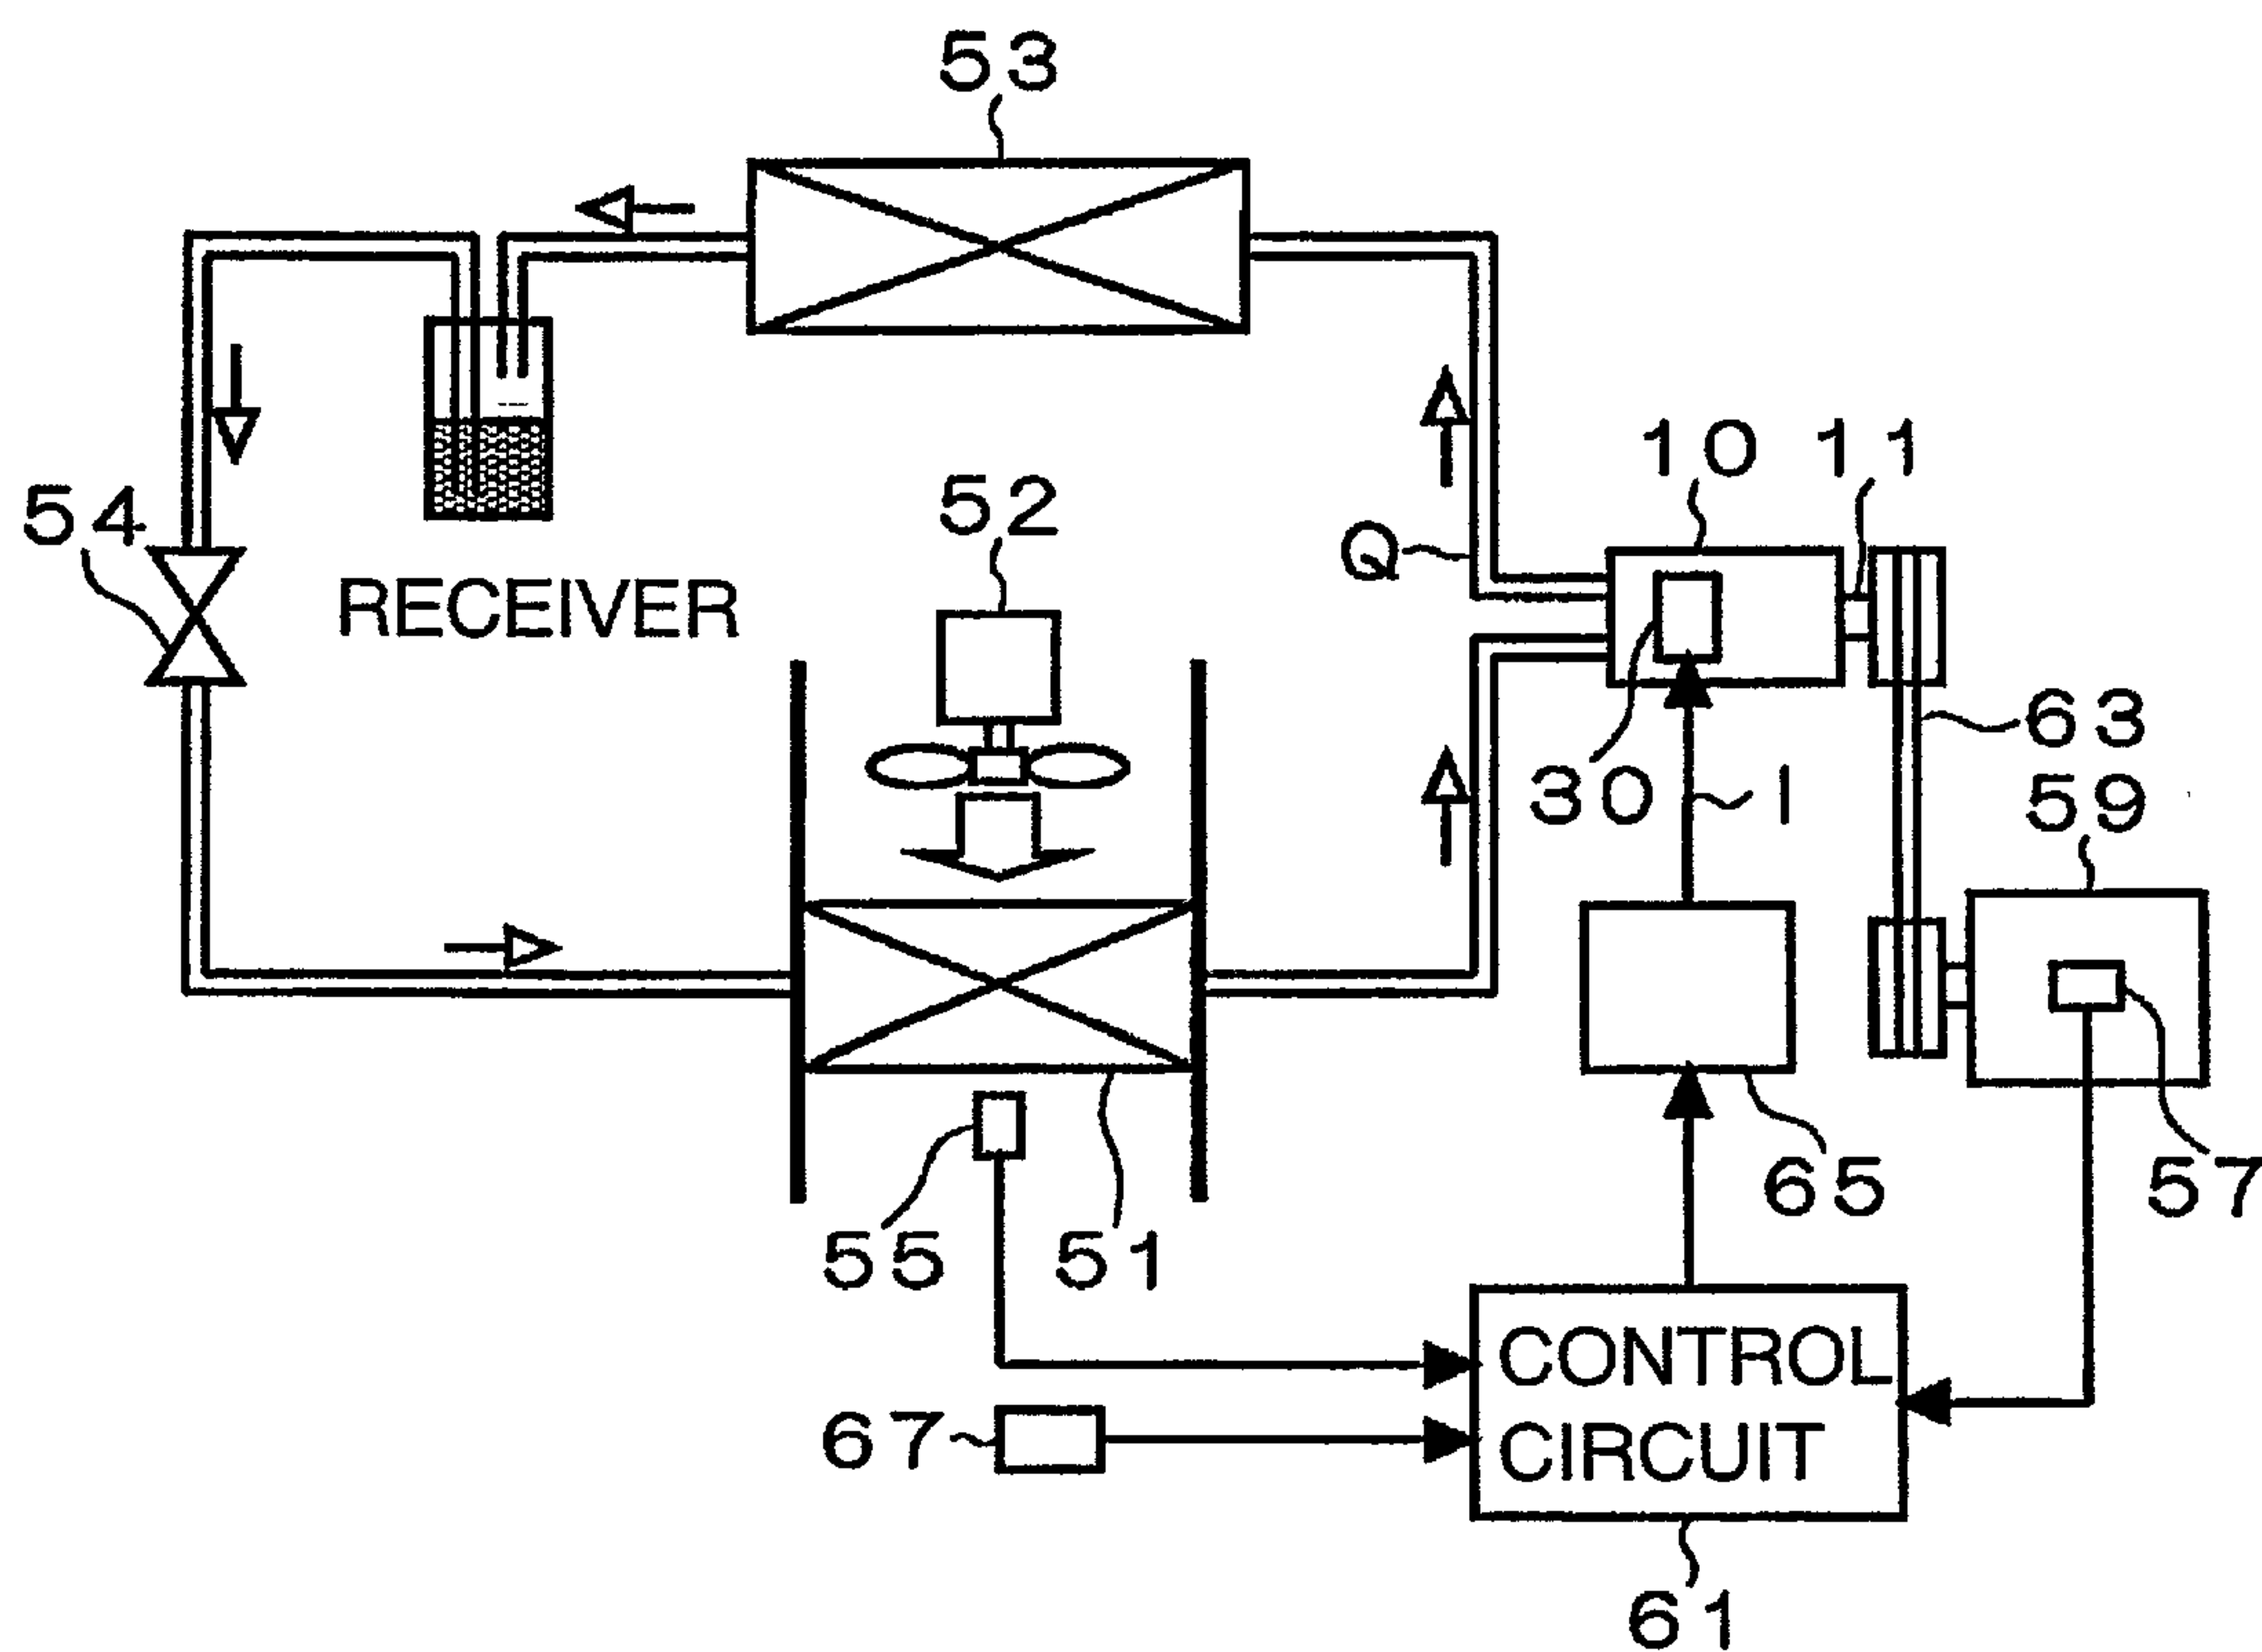 53
10 11
54
52
Q
RECEIVER
63
30
I
59
65
57
55
51
CONTROL
CIRCUIT
67
61